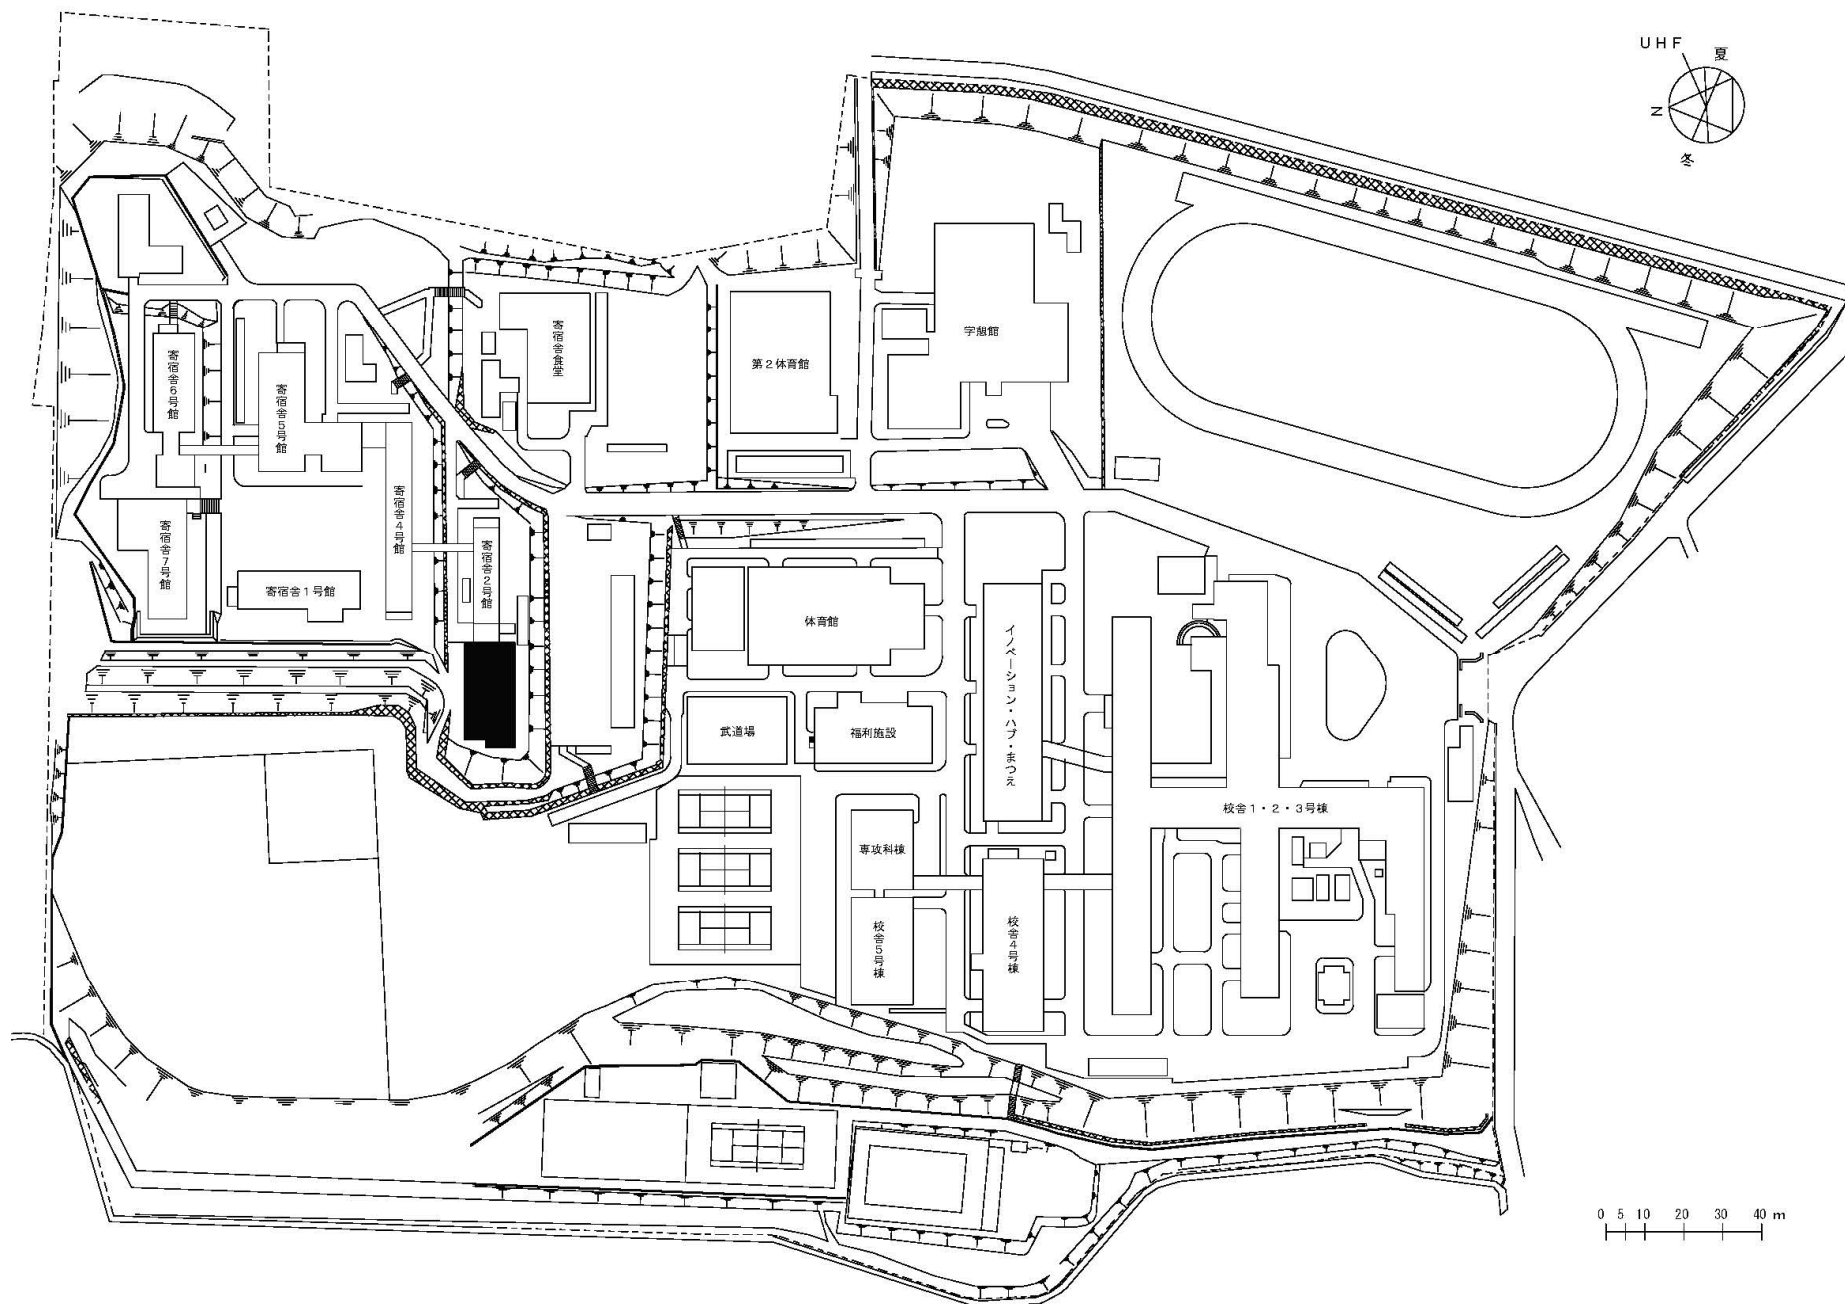 UHF
夏
N
冬
学憩館
寄宿舎食堂
第2体育館
寄宿舎6号館
寄宿舎5号館
寄宿舎4号館
寄宿舎7号館
寄宿舎2号館
寄宿舎1号館
体育館
イノベーション・ハブ・まつえ
武道場
福利施設
校舎1・2・3号棟
専攻科棟
校舎5号棟
校舎4号棟
0 5 10 20 30 40 m